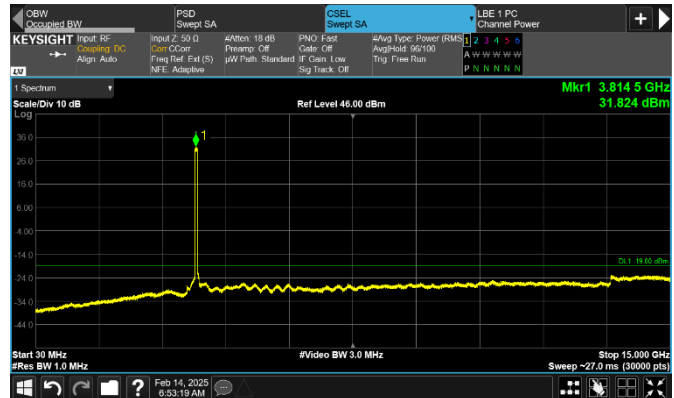 OBW
Occupied BW
PSD
Swept SA
CSEL
Swept SA
LBE 1 PC
Channel Power
KEYSIGHT
Input: RF
Coupling: DC
Align: Auto
Input Z: 50 Ω
Corr CCorr
Freq Ref: Ext (S)
NFE: Adaptive
#Atten: 18 dB
Preamp: Off
µW Path: Standard
PNO: Fast
Gate: Off
IF Gain: Low
Sig Track: Off
#Avg Type: Power (RMS
Avg|Hold: 96/100
Trig: Free Run
1 2 3 4 5 6
A W W W W W
P N N N N N
LXI
1 Spectrum
Scale/Div 10 dB
Log
Ref Level 46.00 dBm
Mkr1 3.814 5 GHz
31.824 dBm
36.0
26.0
16.0
6.00
-4.00
-14.0
-24.0
-34.0
-44.0
1
DL1 -19.00 dBm
Start 30 MHz
#Res BW 1.0 MHz
#Video BW 3.0 MHz
Stop 15.000 GHz
Sweep ~27.0 ms (30000 pts)
?
Feb 14, 2025
6:53:19 AM